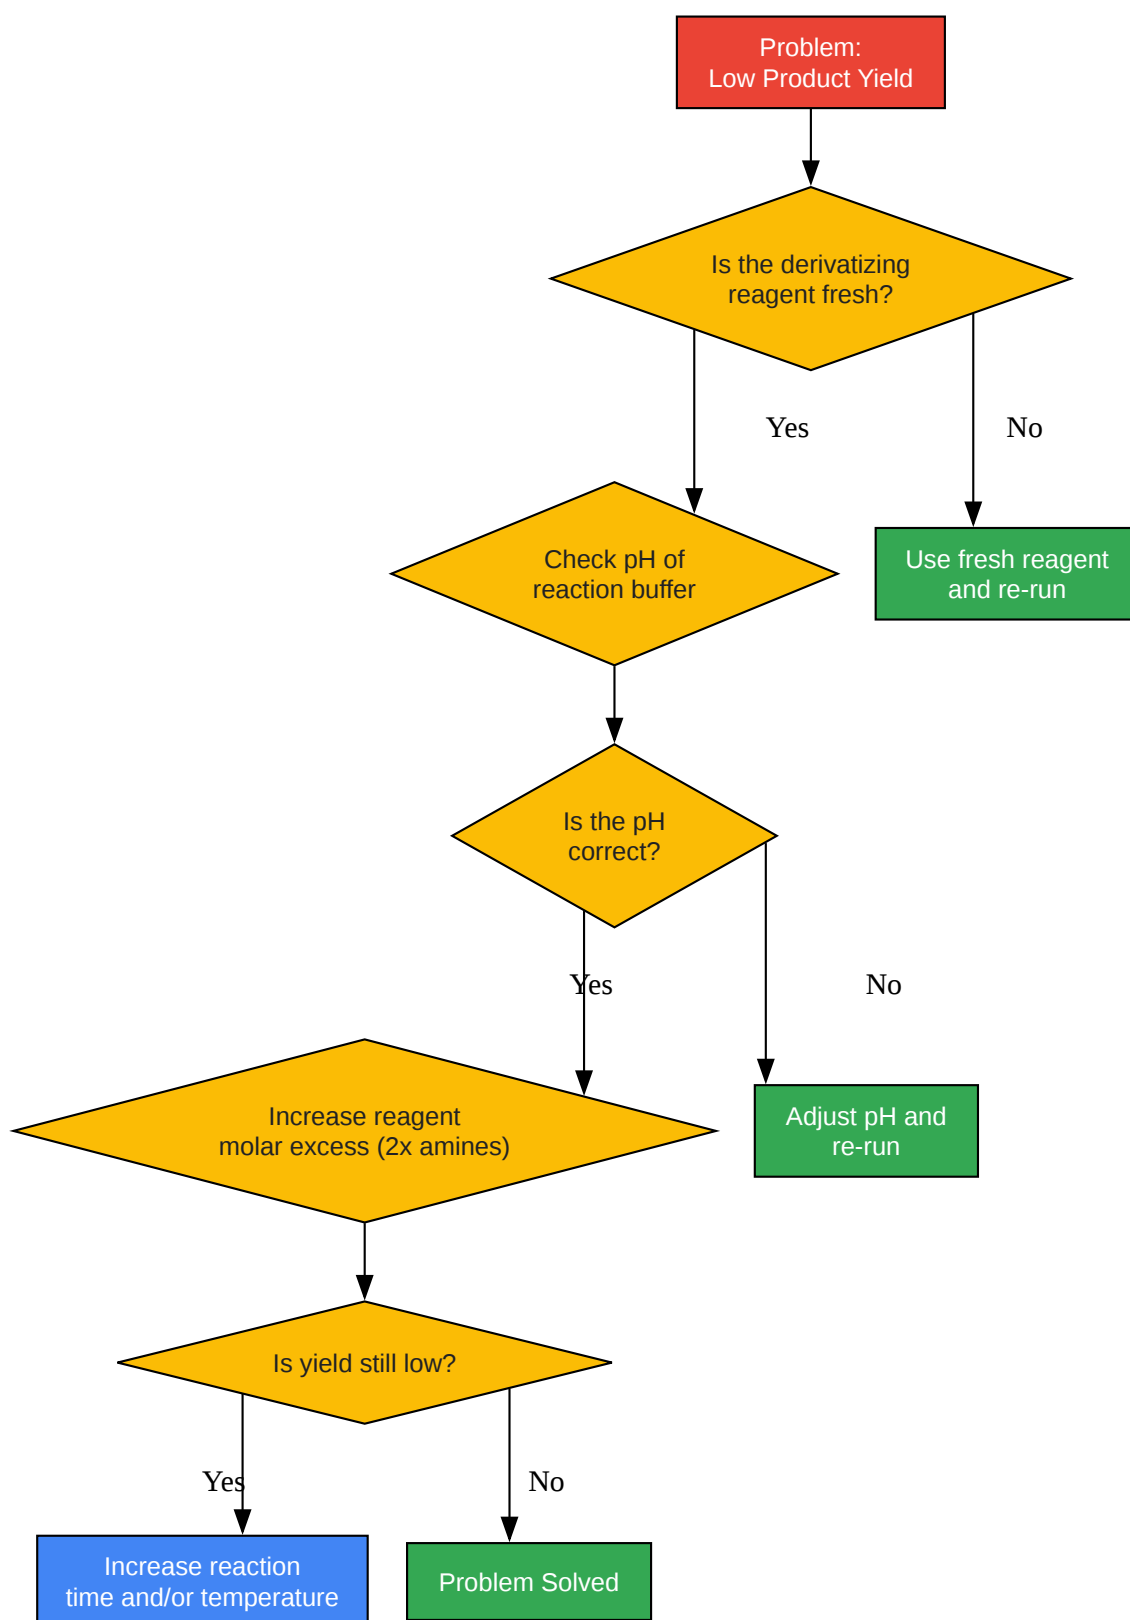 Problem:
Low Product Yield
Is the derivatizing
reagent fresh?
Yes
No
Check pH of
reaction buffer
Use fresh reagent
and re-run
Is the pH
correct?
Yes
No
Increase reagent
molar excess (2x amines)
Adjust pH and
re-run
Is yield still low?
Yes
No
Increase reaction
time and/or temperature
Problem Solved